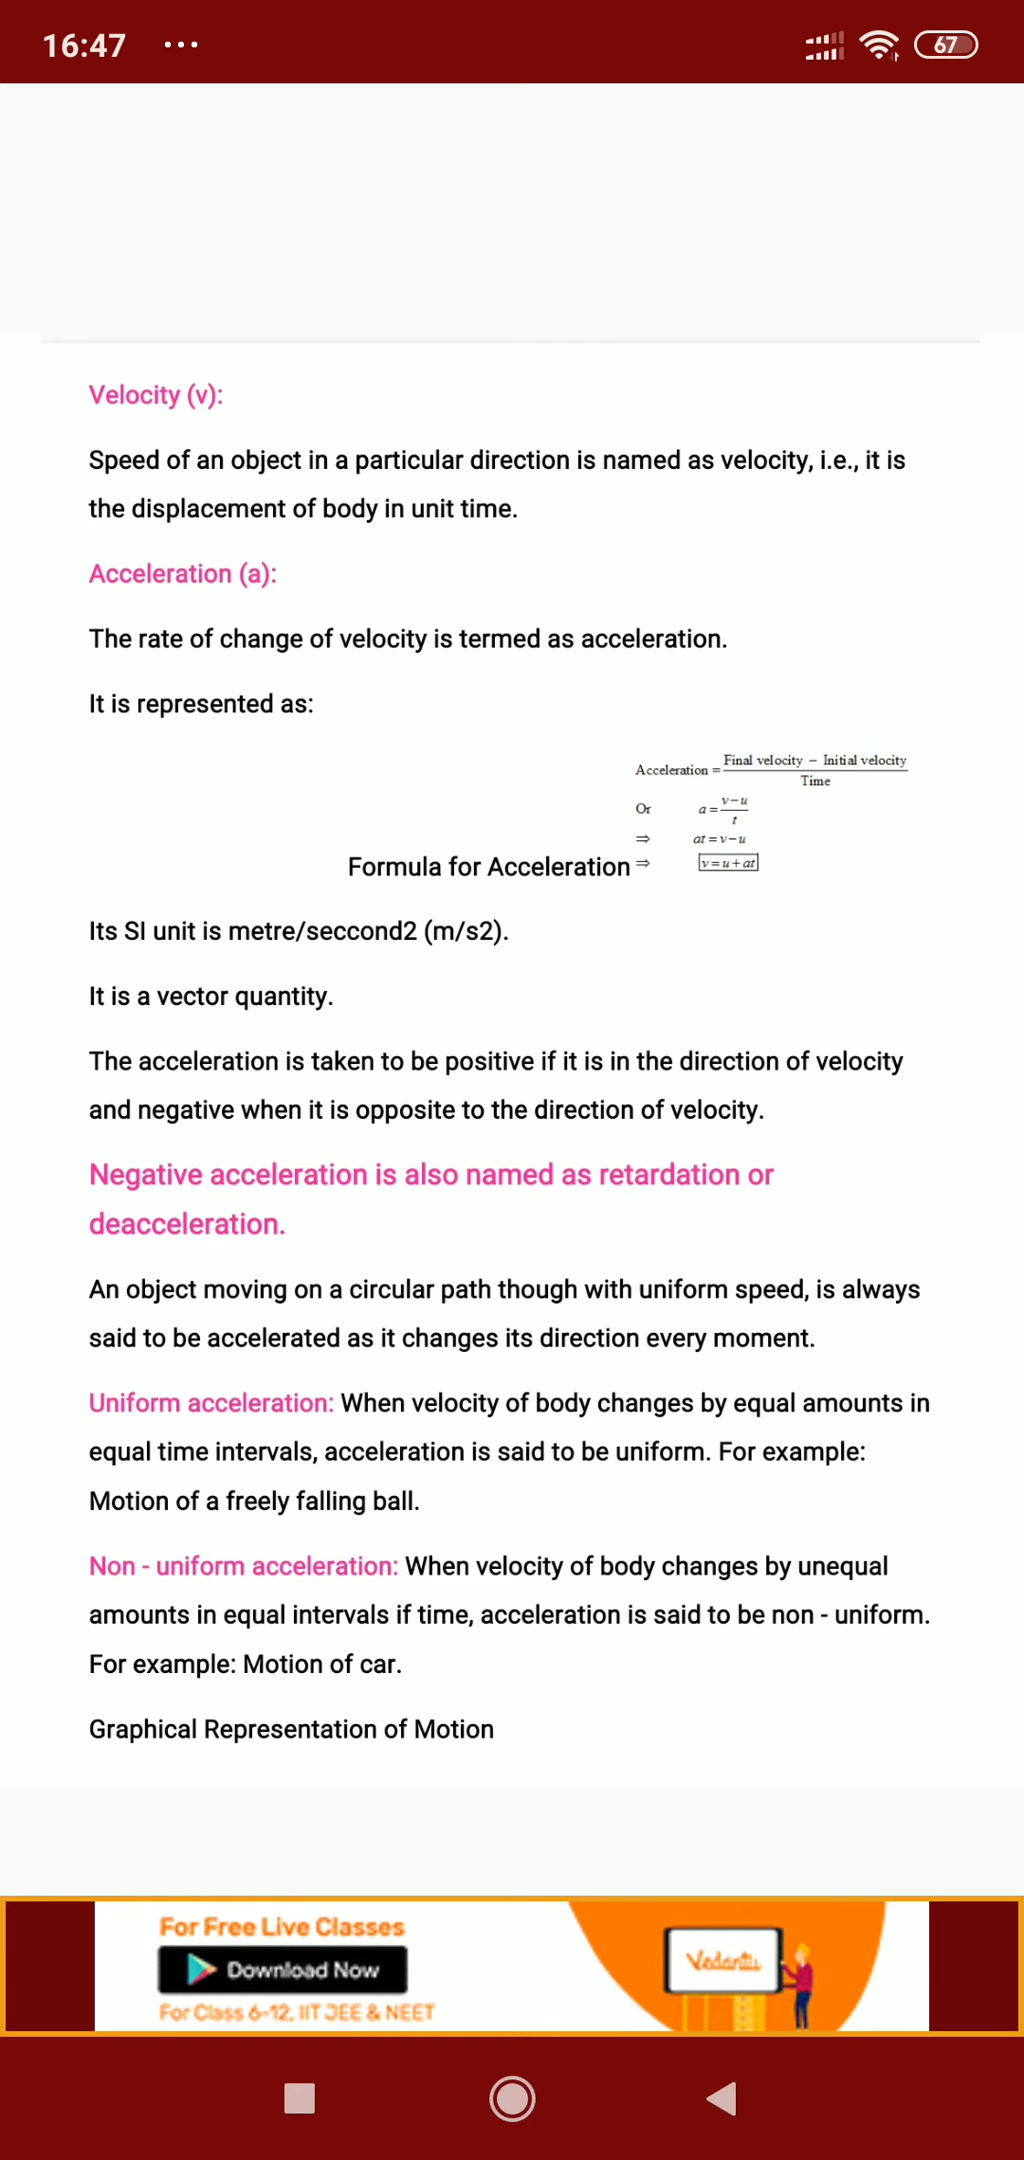 16:47 ...
67
Velocity (v):
Speed of an object in a particular direction is named as velocity, i.e., it is
the displacement of body in unit time.
Acceleration (a):
The rate of change of velocity is termed as acceleration.
It is represented as:
Acceleration = Final velocity − Initial velocity / Time
Or a = v−u / t
⇒ at = v−u
Formula for Acceleration ⇒ v = u + at
Its SI unit is metre/seccond2 (m/s2).
It is a vector quantity.
The acceleration is taken to be positive if it is in the direction of velocity
and negative when it is opposite to the direction of velocity.
Negative acceleration is also named as retardation or
deacceleration.
An object moving on a circular path though with uniform speed, is always
said to be accelerated as it changes its direction every moment.
Uniform acceleration: When velocity of body changes by equal amounts in
equal time intervals, acceleration is said to be uniform. For example:
Motion of a freely falling ball.
Non - uniform acceleration: When velocity of body changes by unequal
amounts in equal intervals if time, acceleration is said to be non - uniform.
For example: Motion of car.
Graphical Representation of Motion
For Free Live Classes
Download Now
For Class 6-12, IIT JEE & NEET
Vedantu